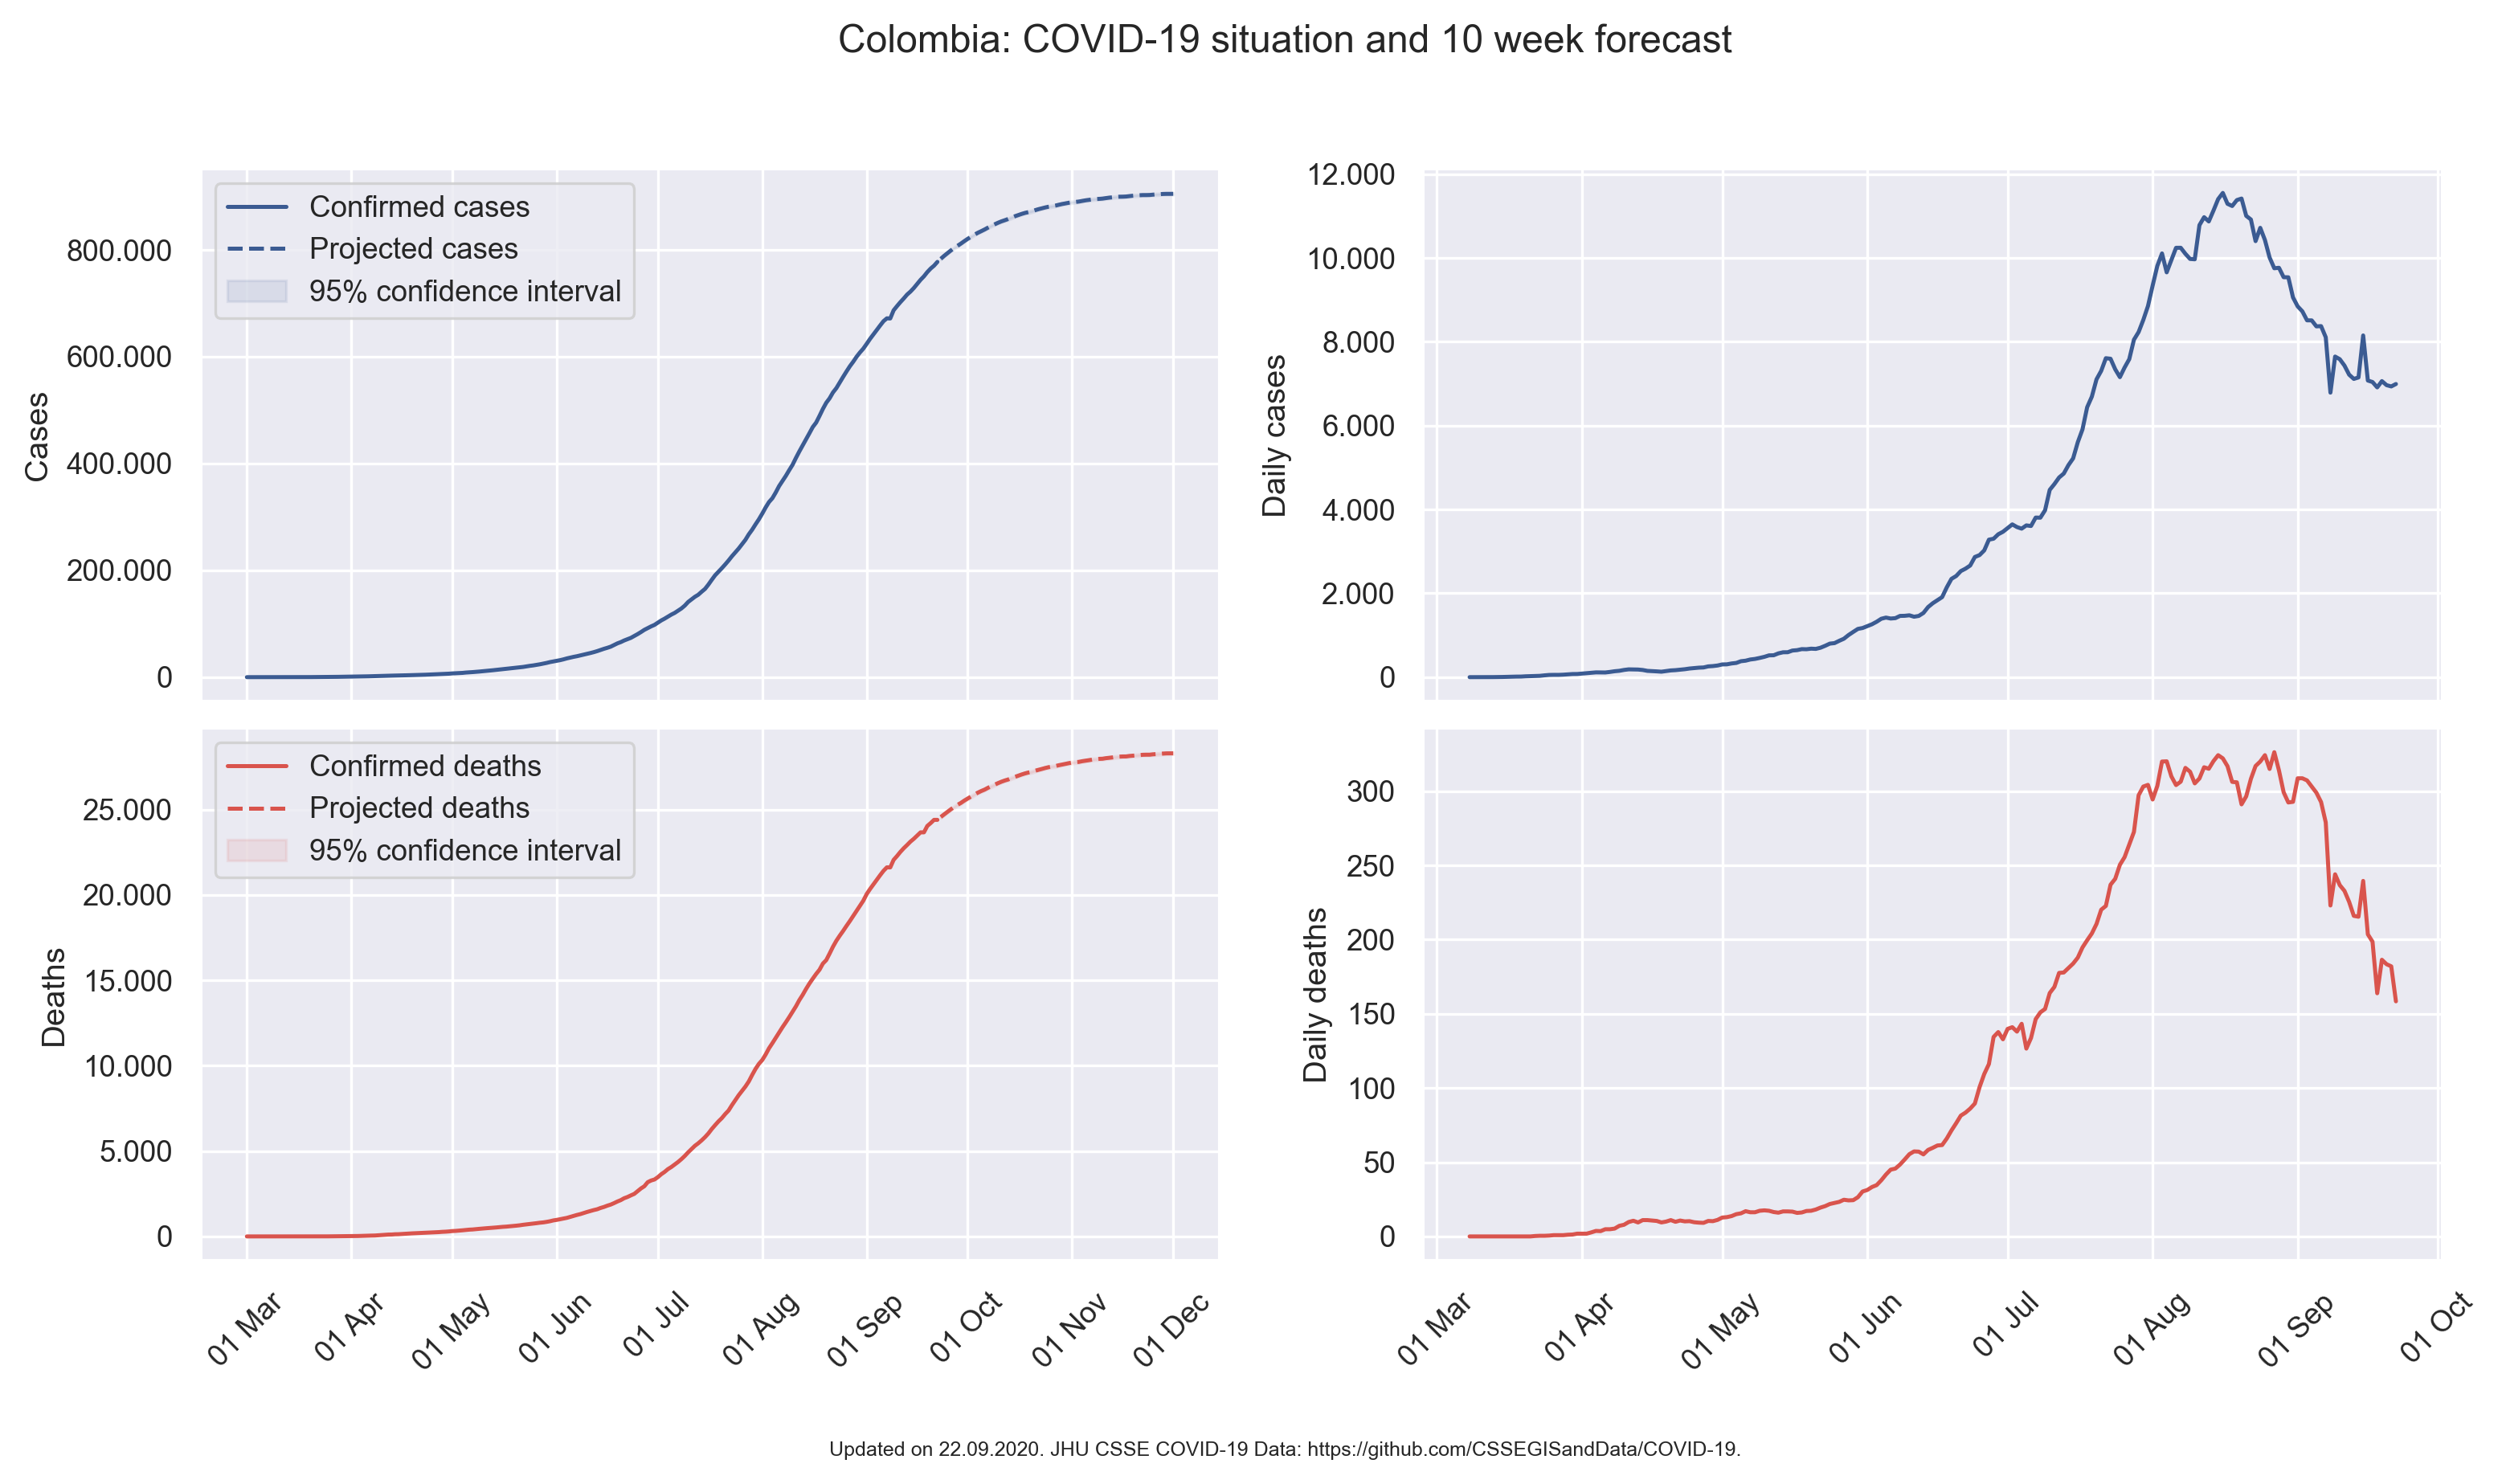 Colombia: COVID-19 situation and 10 week forecast
Confirmed cases
Projected cases
95% confidence interval
Cases
800.000
600.000
400.000
200.000
0
Daily cases
12.000
10.000
8.000
6.000
4.000
2.000
0
Confirmed deaths
Projected deaths
95% confidence interval
Deaths
25.000
20.000
15.000
10.000
5.000
0
01 Mar
01 Apr
01 May
01 Jun
01 Jul
01 Aug
01 Sep
01 Oct
01 Nov
01 Dec
Daily deaths
300
250
200
150
100
50
0
01 Mar
01 Apr
01 May
01 Jun
01 Jul
01 Aug
01 Sep
01 Oct
Updated on 22.09.2020. JHU CSSE COVID-19 Data: https://github.com/CSSEGISandData/COVID-19.